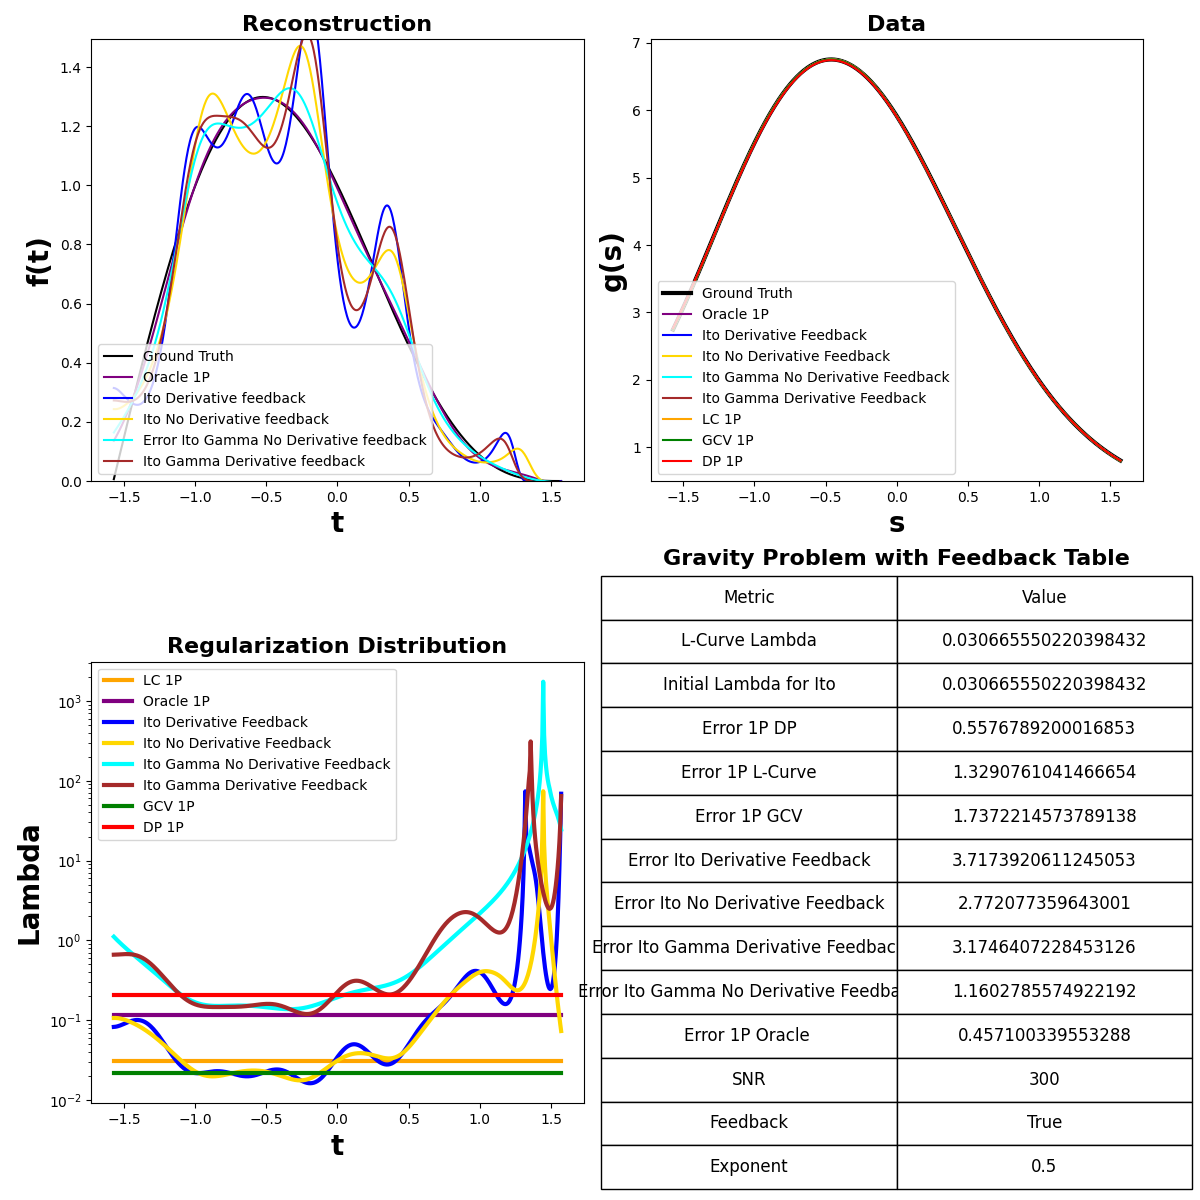 Reconstruction
f(t)
1.4
1.2
1.0
0.8
0.6
0.4
0.2
0.0
Ground Truth
Oracle 1P
Ito Derivative feedback
Ito No Derivative feedback
Error Ito Gamma No Derivative feedback
Ito Gamma Derivative feedback
−1.5 −1.0 −0.5 0.0 0.5 1.0 1.5
t
Data
g(s)
7
6
5
4
3
2
1
Ground Truth
Oracle 1P
Ito Derivative Feedback
Ito No Derivative Feedback
Ito Gamma No Derivative Feedback
Ito Gamma Derivative Feedback
LC 1P
GCV 1P
DP 1P
−1.5 −1.0 −0.5 0.0 0.5 1.0 1.5
s
Regularization Distribution
Lambda
10³
10²
10¹
10⁰
10⁻¹
10⁻²
LC 1P
Oracle 1P
Ito Derivative Feedback
Ito No Derivative Feedback
Ito Gamma No Derivative Feedback
Ito Gamma Derivative Feedback
GCV 1P
DP 1P
−1.5 −1.0 −0.5 0.0 0.5 1.0 1.5
t
Gravity Problem with Feedback Table
Metric Value
L-Curve Lambda 0.030665550220398432
Initial Lambda for Ito 0.030665550220398432
Error 1P DP 0.5576789200016853
Error 1P L-Curve 1.3290761041466654
Error 1P GCV 1.7372214573789138
Error Ito Derivative Feedback 3.7173920611245053
Error Ito No Derivative Feedback 2.772077359643001
Error Ito Gamma Derivative Feedbac 3.1746407228453126
Error Ito Gamma No Derivative Feedba 1.1602785574922192
Error 1P Oracle 0.457100339553288
SNR 300
Feedback True
Exponent 0.5